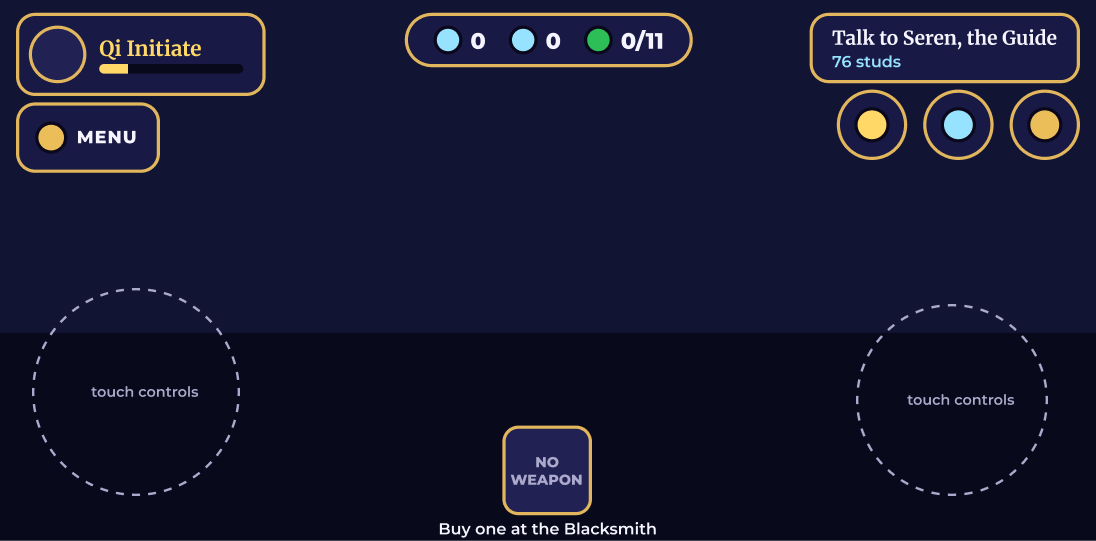 Qi Initiate
MENU
0
0
0/11
Talk to Seren, the Guide
76 studs
touch controls
touch controls
NO
WEAPON
Buy one at the Blacksmith